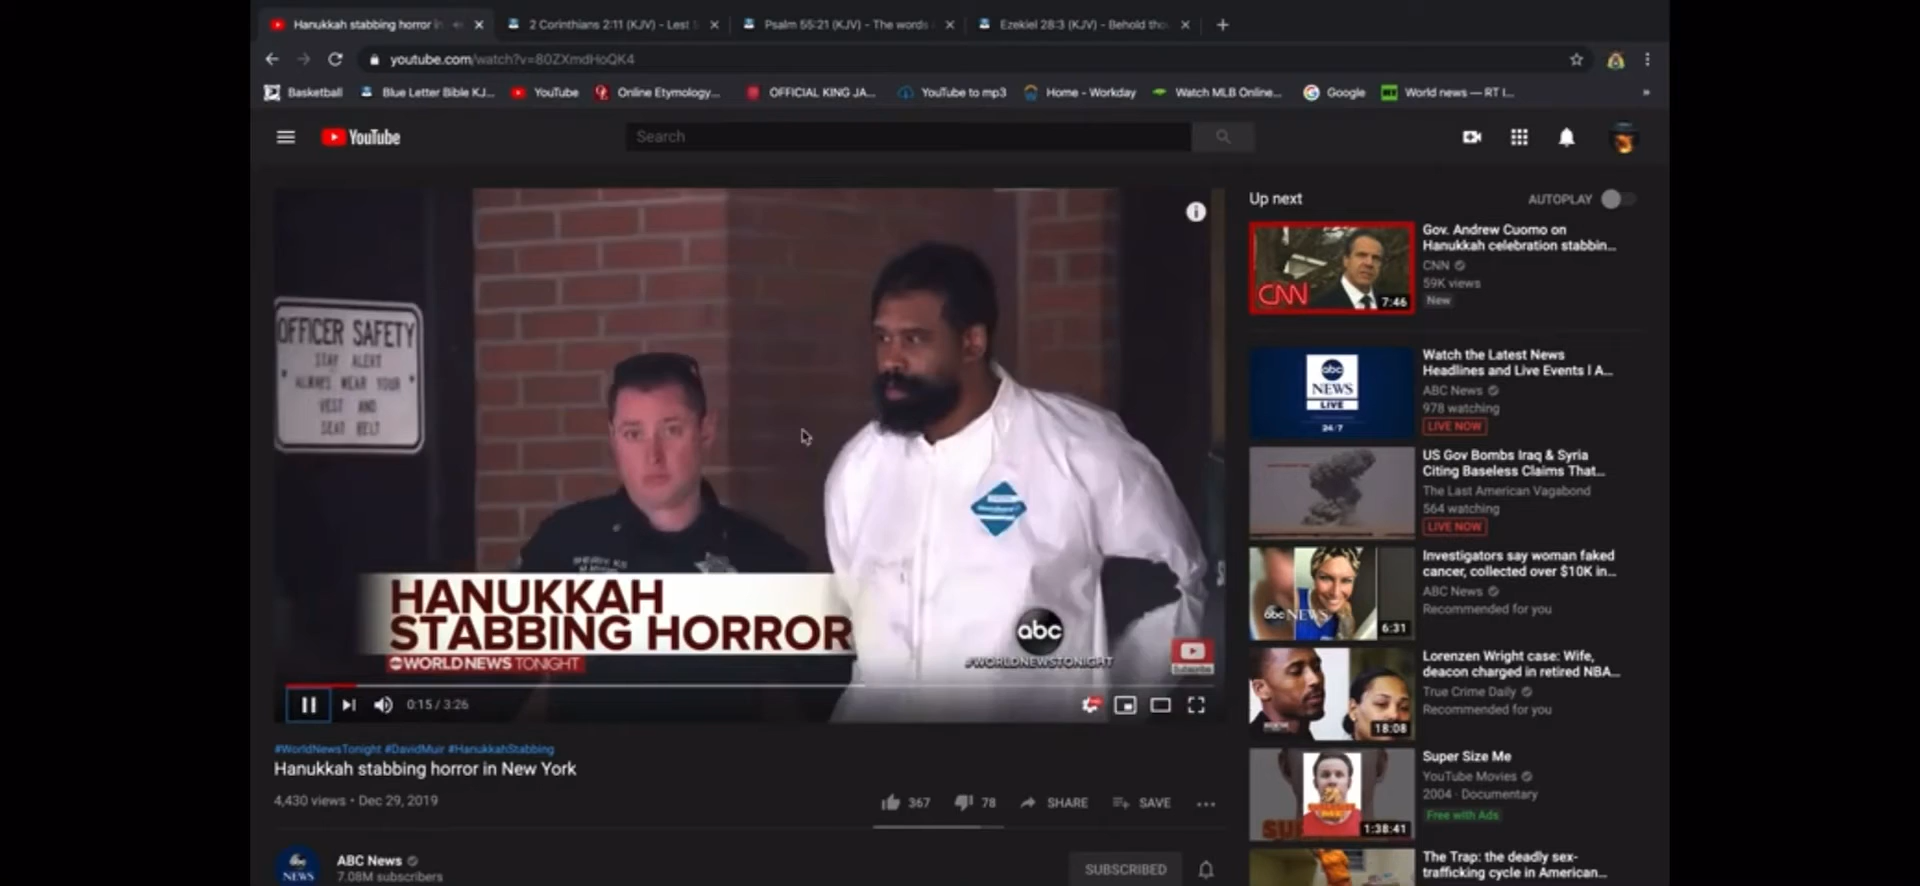 Hanukkah stabbing horror i
2 Corinthians 2:11 (KJV) - Lest
Psalm 55:21 (KJV) - The words
Ezekiel 28:3 (KJV) - Behold tho
youtube.com/watch?v=80ZXmdHoQK4
Basketball
Blue Letter Bible KJ...
YouTube
Online Etymology...
OFFICIAL KING JA...
YouTube to mp3
Home - Workday
Watch MLB Online...
Google
World news — RT I...
YouTube
Search
OFFICER SAFETY
STAY ALERT
ALWAYS WEAR YOUR
VEST AND
SEAT BELT
HANUKKAH
STABBING HORROR
WORLD NEWS TONIGHT
abc
#WORLDNEWSTONIGHT
Subscribe
0:15 / 3:26
#WorldNewsTonight #DavidMuir #HanukkahStabbing
Hanukkah stabbing horror in New York
4,430 views • Dec 29, 2019
367
78
SHARE
SAVE
abc
NEWS
ABC News
7.08M subscribers
SUBSCRIBED
Up next
AUTOPLAY
CNN
7:46
Gov. Andrew Cuomo on
Hanukkah celebration stabbin...
CNN
59K views
New
abc
NEWS
LIVE
24/7
Watch the Latest News
Headlines and Live Events I A...
ABC News
978 watching
LIVE NOW
US Gov Bombs Iraq & Syria
Citing Baseless Claims That...
The Last American Vagabond
564 watching
LIVE NOW
abc NEWS
6:31
Investigators say woman faked
cancer, collected over $10K in...
ABC News
Recommended for you
18:08
Lorenzen Wright case: Wife,
deacon charged in retired NBA...
True Crime Daily
Recommended for you
1:38:41
Super Size Me
YouTube Movies
2004 · Documentary
Free with Ads
The Trap: the deadly sex-
trafficking cycle in American...